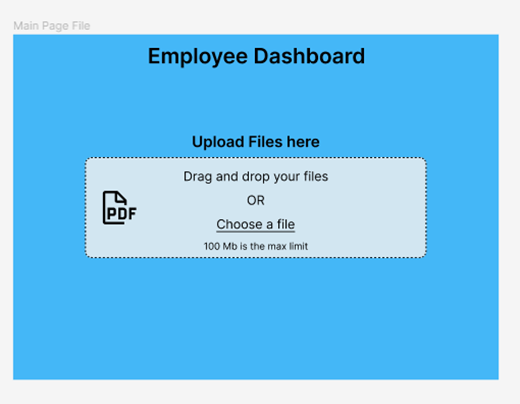 Main Page File
Employee Dashboard
Upload Files here
Drag and drop your files
OR
PDF
Choose a file
100 Mb is the max limit